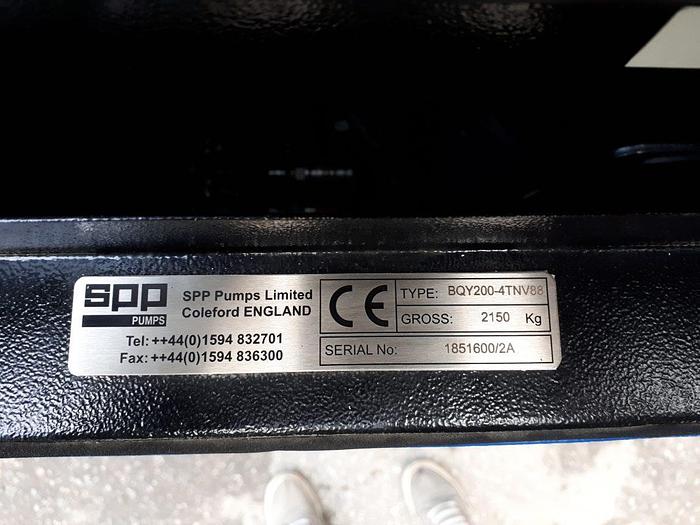 spp
PUMPS
SPP Pumps Limited
Coleford ENGLAND
Tel: ++44(0)1594 832701
Fax: ++44(0)1594 836300
CE
TYPE: BQY200-4TNV88
GROSS: 2150 Kg
SERIAL No: 1851600/2A